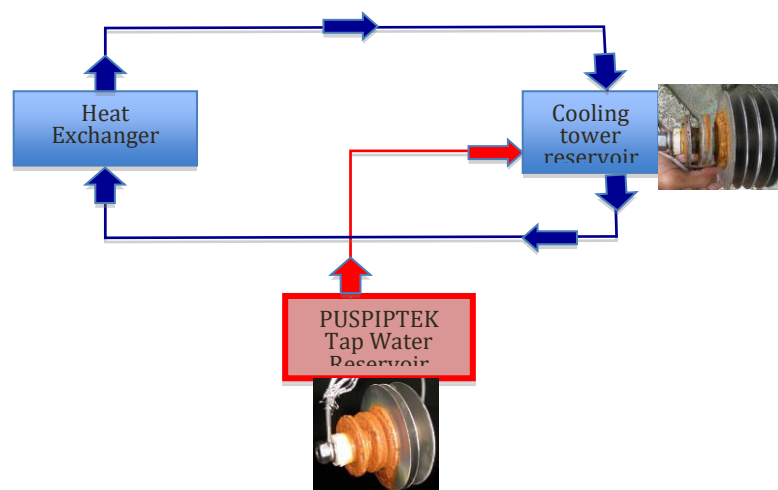 Heat
Exchanger
Cooling
tower
reservoir
PUSPIPTEK
Tap Water
Reservoir